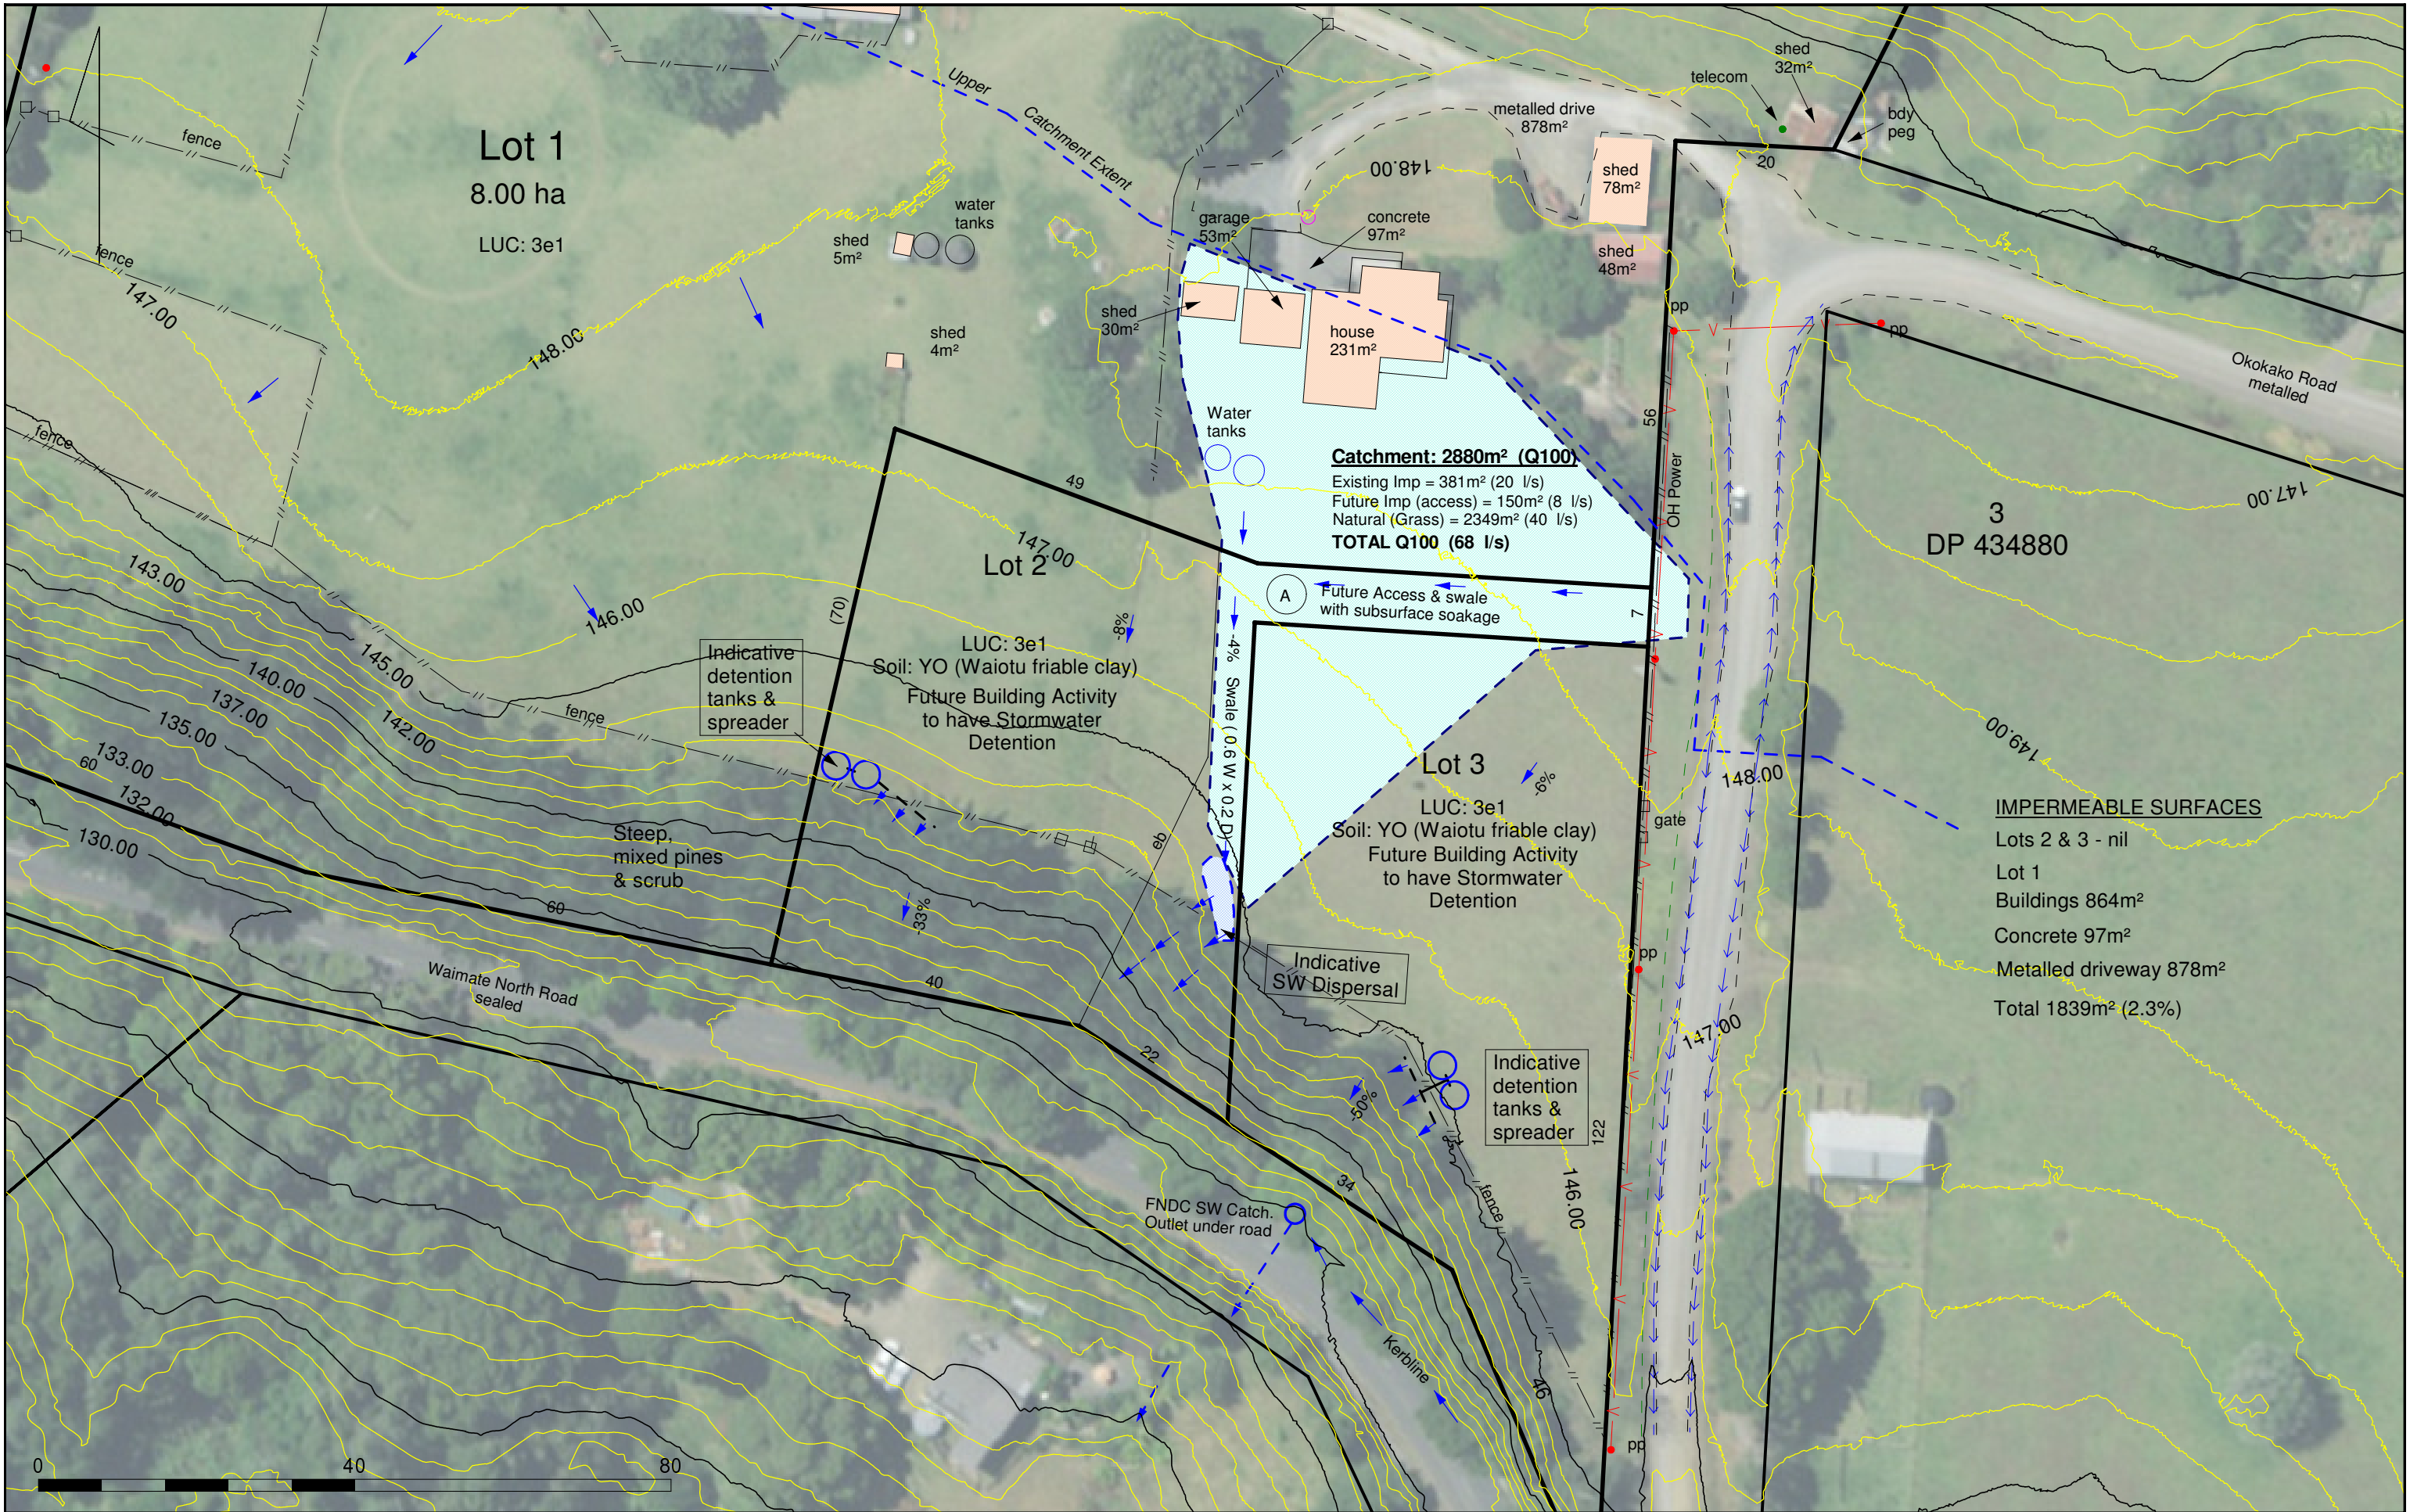 Upper
Catchment Extent
Lot 1
8.00 ha
LUC: 3e1
fence
fence
fence
147.00
148.00
water
tanks
shed
5m²
shed
4m²
garage
53m²
concrete
97m²
shed
30m²
house
231m²
metalled drive
878m²
148.00
shed
78m²
shed
48m²
telecom
shed
32m²
bdy
peg
20
pp
pp
Okokako Road
metalled
147.00
56
OH Power
Water
tanks
Catchment: 2880m² (Q100)
Existing Imp = 381m² (20 l/s)
Future Imp (access) = 150m² (8 l/s)
Natural (Grass) = 2349m² (40 l/s)
TOTAL Q100 (68 l/s)
3
DP 434880
49
147.00
Lot 2
(70)
A
Future Access & swale
with subsurface soakage
7
143.00
146.00
145.00
140.00
137.00
142.00
135.00
133.00
60
132.00
130.00
Indicative
detention
tanks &
spreader
fence
LUC: 3e1
Soil: YO (Waiotu friable clay)
Future Building Activity
to have Stormwater
Detention
-8%
-4% Swale ( 0.6 W x 0.2 D)
Lot 3
-6%
LUC: 3e1
Soil: YO (Waiotu friable clay)
Future Building Activity
to have Stormwater
Detention
gate
148.00
149.00
IMPERMEABLE SURFACES
Lots 2 & 3 - nil
Lot 1
Buildings 864m²
Concrete 97m²
Metalled driveway 878m²
Total 1839m² (2.3%)
Steep,
mixed pines
& scrub
eb
60
-33%
pp
Indicative
SW Dispersal
Waimate North Road
sealed
40
22
147.00
-50%
Indicative
detention
tanks &
spreader
122
34
146.00
fence
FNDC SW Catch.
Outlet under road
Kerbline
46
pp
0
40
80